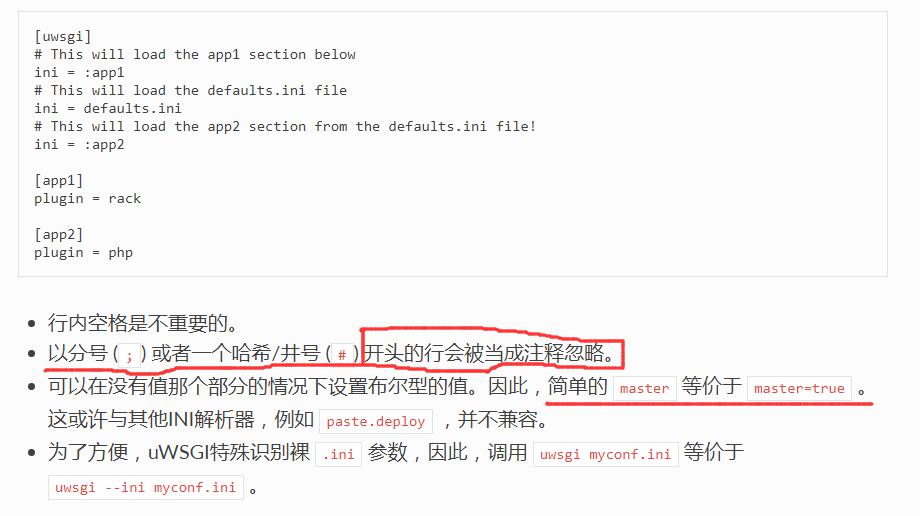 [uwsgi]
# This will load the app1 section below
ini = :app1
# This will load the defaults.ini file
ini = defaults.ini
# This will load the app2 section from the defaults.ini file!
ini = :app2
[app1]
plugin = rack
[app2]
plugin = php
• 行内空格是不重要的。
• 以分号 ( ; ) 或者一个哈希/井号 ( # ) 开头的行会被当成注释忽略。
• 可以在没有值那个部分的情况下设置布尔型的值。因此，简单的 master 等价于 master=true 。
这或许与其他INI解析器，例如 paste.deploy ，并不兼容。
• 为了方便，uWSGI特殊识别裸 .ini 参数，因此，调用 uwsgi myconf.ini 等价于
uwsgi --ini myconf.ini 。